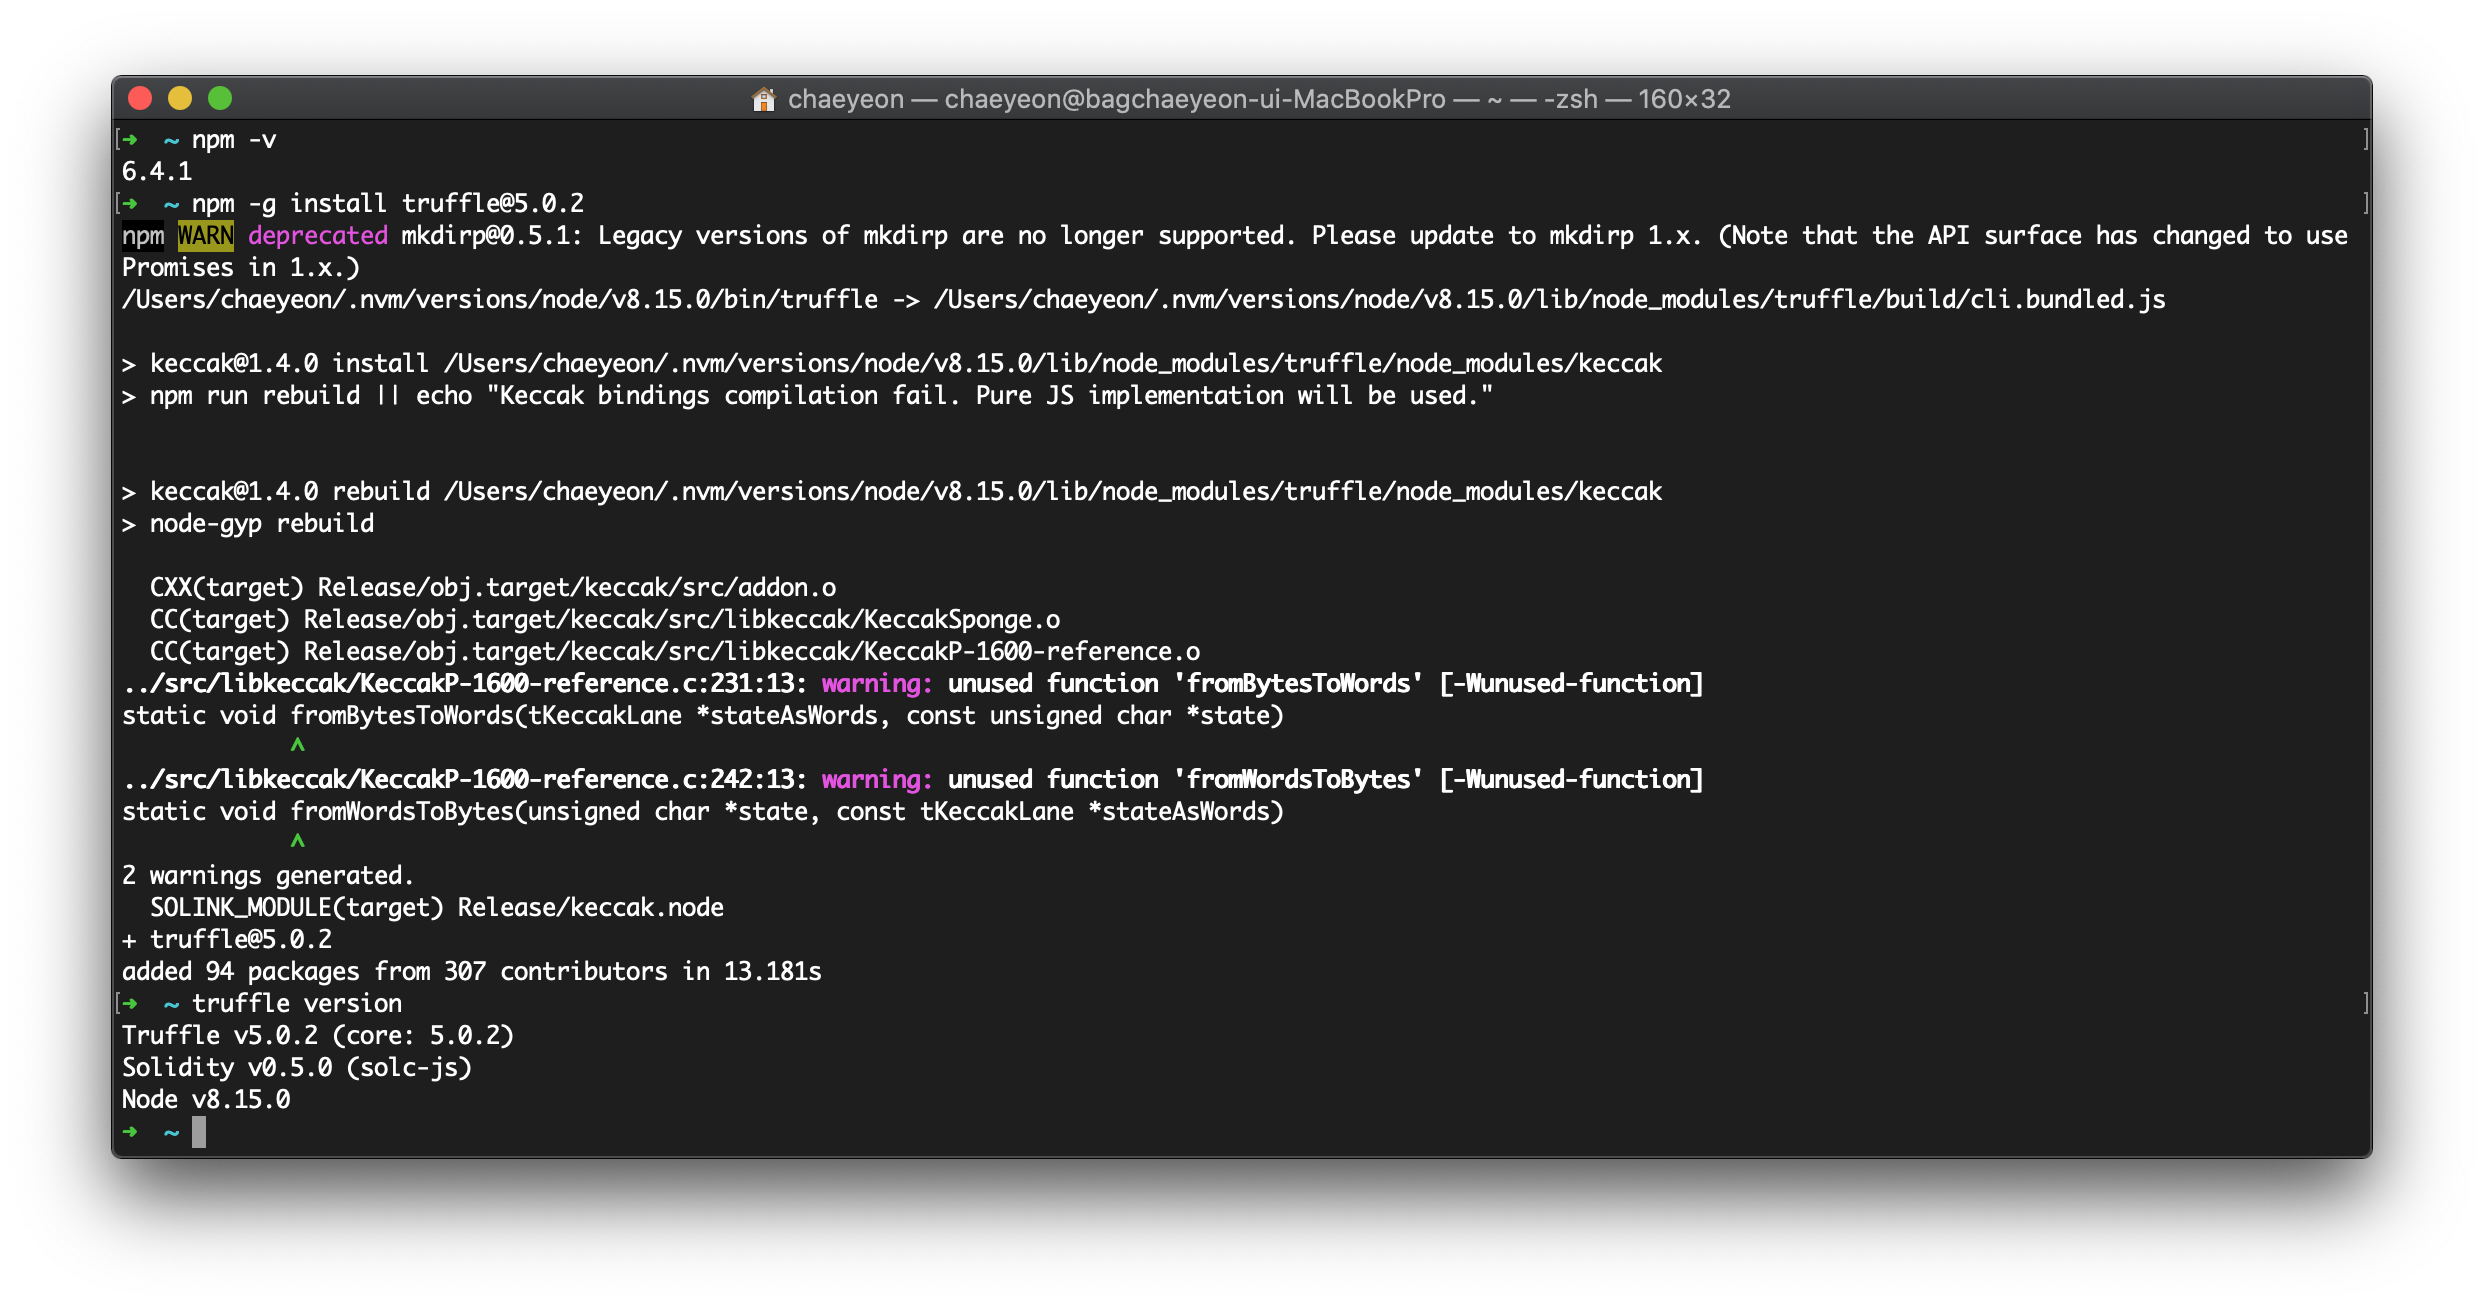 chaeyeon — chaeyeon@bagchaeyeon-ui-MacBookPro — ~ — -zsh — 160×32
[➜  ~ npm -v ]
6.4.1
[➜  ~ npm -g install truffle@5.0.2 ]
npm WARN deprecated mkdirp@0.5.1: Legacy versions of mkdirp are no longer supported. Please update to mkdirp 1.x. (Note that the API surface has changed to use
Promises in 1.x.)
/Users/chaeyeon/.nvm/versions/node/v8.15.0/bin/truffle -> /Users/chaeyeon/.nvm/versions/node/v8.15.0/lib/node_modules/truffle/build/cli.bundled.js
> keccak@1.4.0 install /Users/chaeyeon/.nvm/versions/node/v8.15.0/lib/node_modules/truffle/node_modules/keccak
> npm run rebuild || echo "Keccak bindings compilation fail. Pure JS implementation will be used."
> keccak@1.4.0 rebuild /Users/chaeyeon/.nvm/versions/node/v8.15.0/lib/node_modules/truffle/node_modules/keccak
> node-gyp rebuild
  CXX(target) Release/obj.target/keccak/src/addon.o
  CC(target) Release/obj.target/keccak/src/libkeccak/KeccakSponge.o
  CC(target) Release/obj.target/keccak/src/libkeccak/KeccakP-1600-reference.o
../src/libkeccak/KeccakP-1600-reference.c:231:13: warning: unused function 'fromBytesToWords' [-Wunused-function]
static void fromBytesToWords(tKeccakLane *stateAsWords, const unsigned char *state)
            ^
../src/libkeccak/KeccakP-1600-reference.c:242:13: warning: unused function 'fromWordsToBytes' [-Wunused-function]
static void fromWordsToBytes(unsigned char *state, const tKeccakLane *stateAsWords)
            ^
2 warnings generated.
  SOLINK_MODULE(target) Release/keccak.node
+ truffle@5.0.2
added 94 packages from 307 contributors in 13.181s
[➜  ~ truffle version ]
Truffle v5.0.2 (core: 5.0.2)
Solidity v0.5.0 (solc-js)
Node v8.15.0
➜  ~